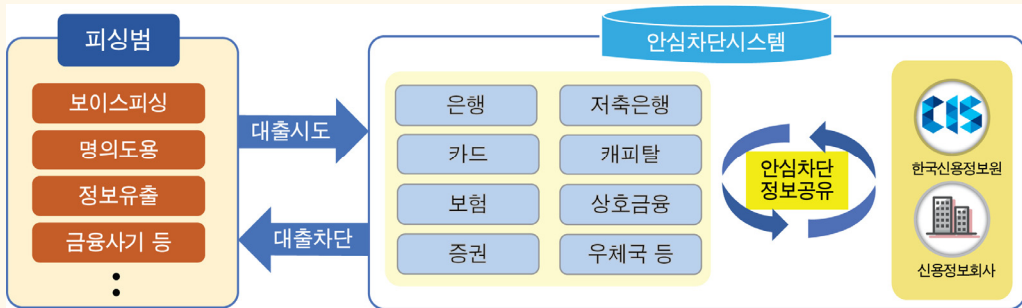 피싱범
보이스피싱
명의도용
정보유출
금융사기 등
대출시도
대출차단
안심차단시스템
은행
저축은행
카드
캐피탈
보험
상호금융
증권
우체국 등
안심차단
정보공유
CIS
한국신용정보원
신용정보회사